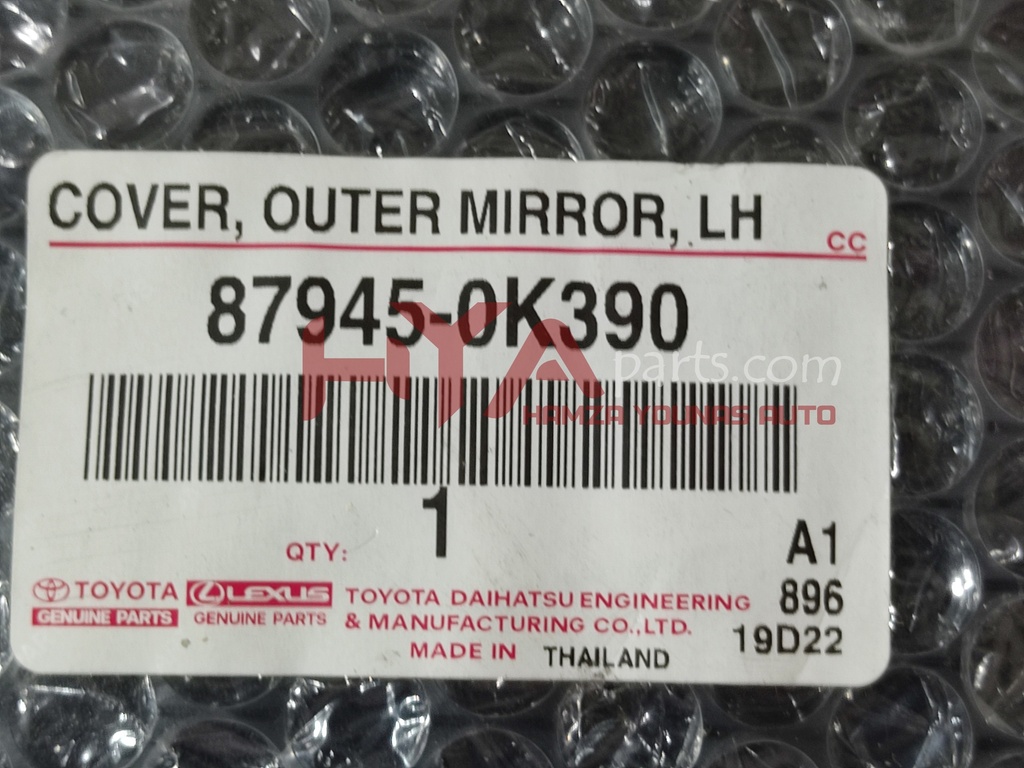 COVER, OUTER MIRROR, LH
CC
87945-0K390
HYA parts.com
HAMZA YOUNAS AUTO
1
QTY:
A1
TOYOTA LEXUS TOYOTA DAIHATSU ENGINEERING 896
GENUINE PARTS GENUINE PARTS & MANUFACTURING CO.,LTD.
19D22
MADE IN THAILAND